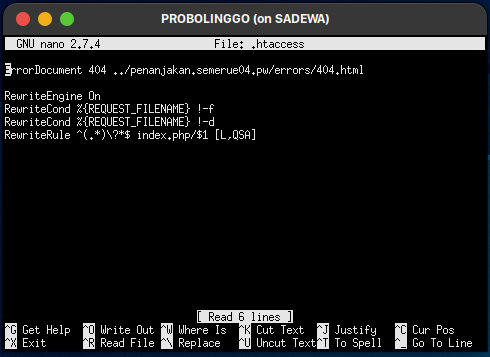 PROBOLINGGO (on SADEWA)
GNU nano 2.7.4 File: .htaccess
ErrorDocument 404 ../penanjakan.semerue04.pw/errors/404.html
RewriteEngine On
RewriteCond %{REQUEST_FILENAME} !-f
RewriteCond %{REQUEST_FILENAME} !-d
RewriteRule ^(.*)\?*$ index.php/$1 [L,QSA]
[ Read 6 lines ]
^G Get Help ^O Write Out ^W Where Is ^K Cut Text ^J Justify ^C Cur Pos
^X Exit ^R Read File ^\ Replace ^U Uncut Text ^T To Spell ^_ Go To Line